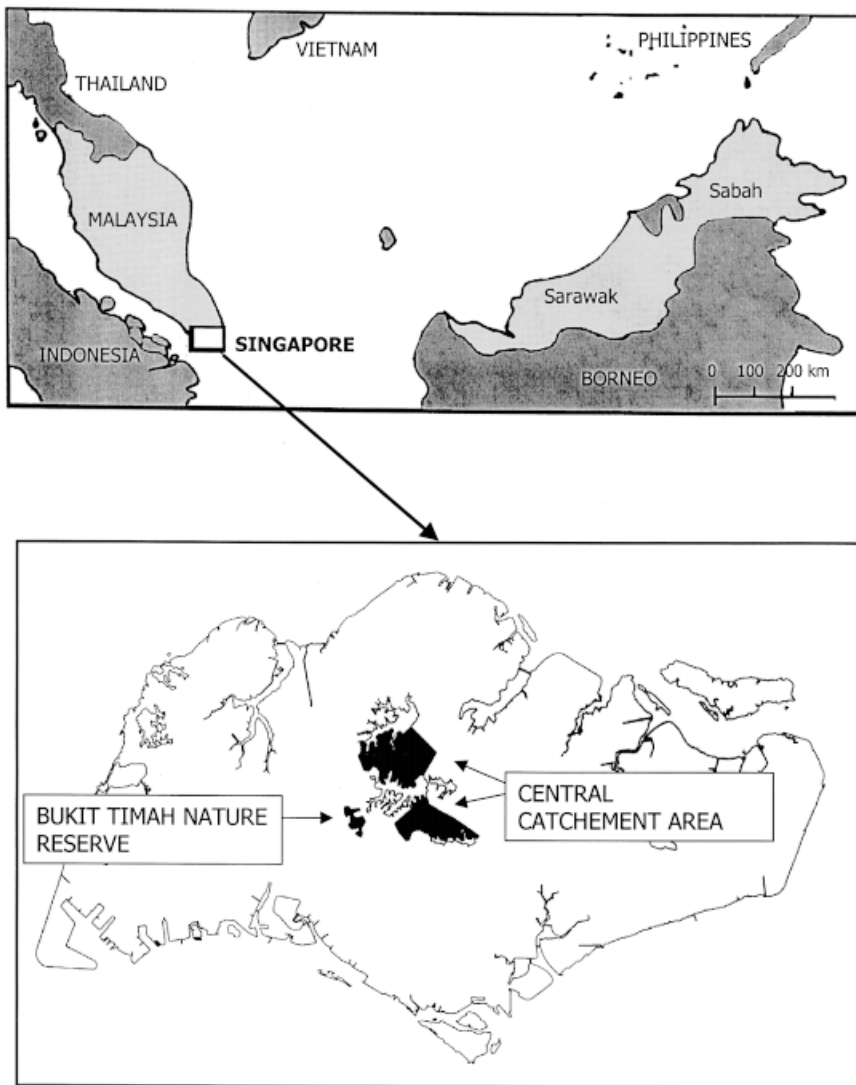 VIETNAM
PHILIPPINES
THAILAND
MALAYSIA
Sabah
Sarawak
SINGAPORE
INDONESIA
BORNEO
0 100 200 km
BUKIT TIMAH NATURE
RESERVE
CENTRAL
CATCHEMENT AREA